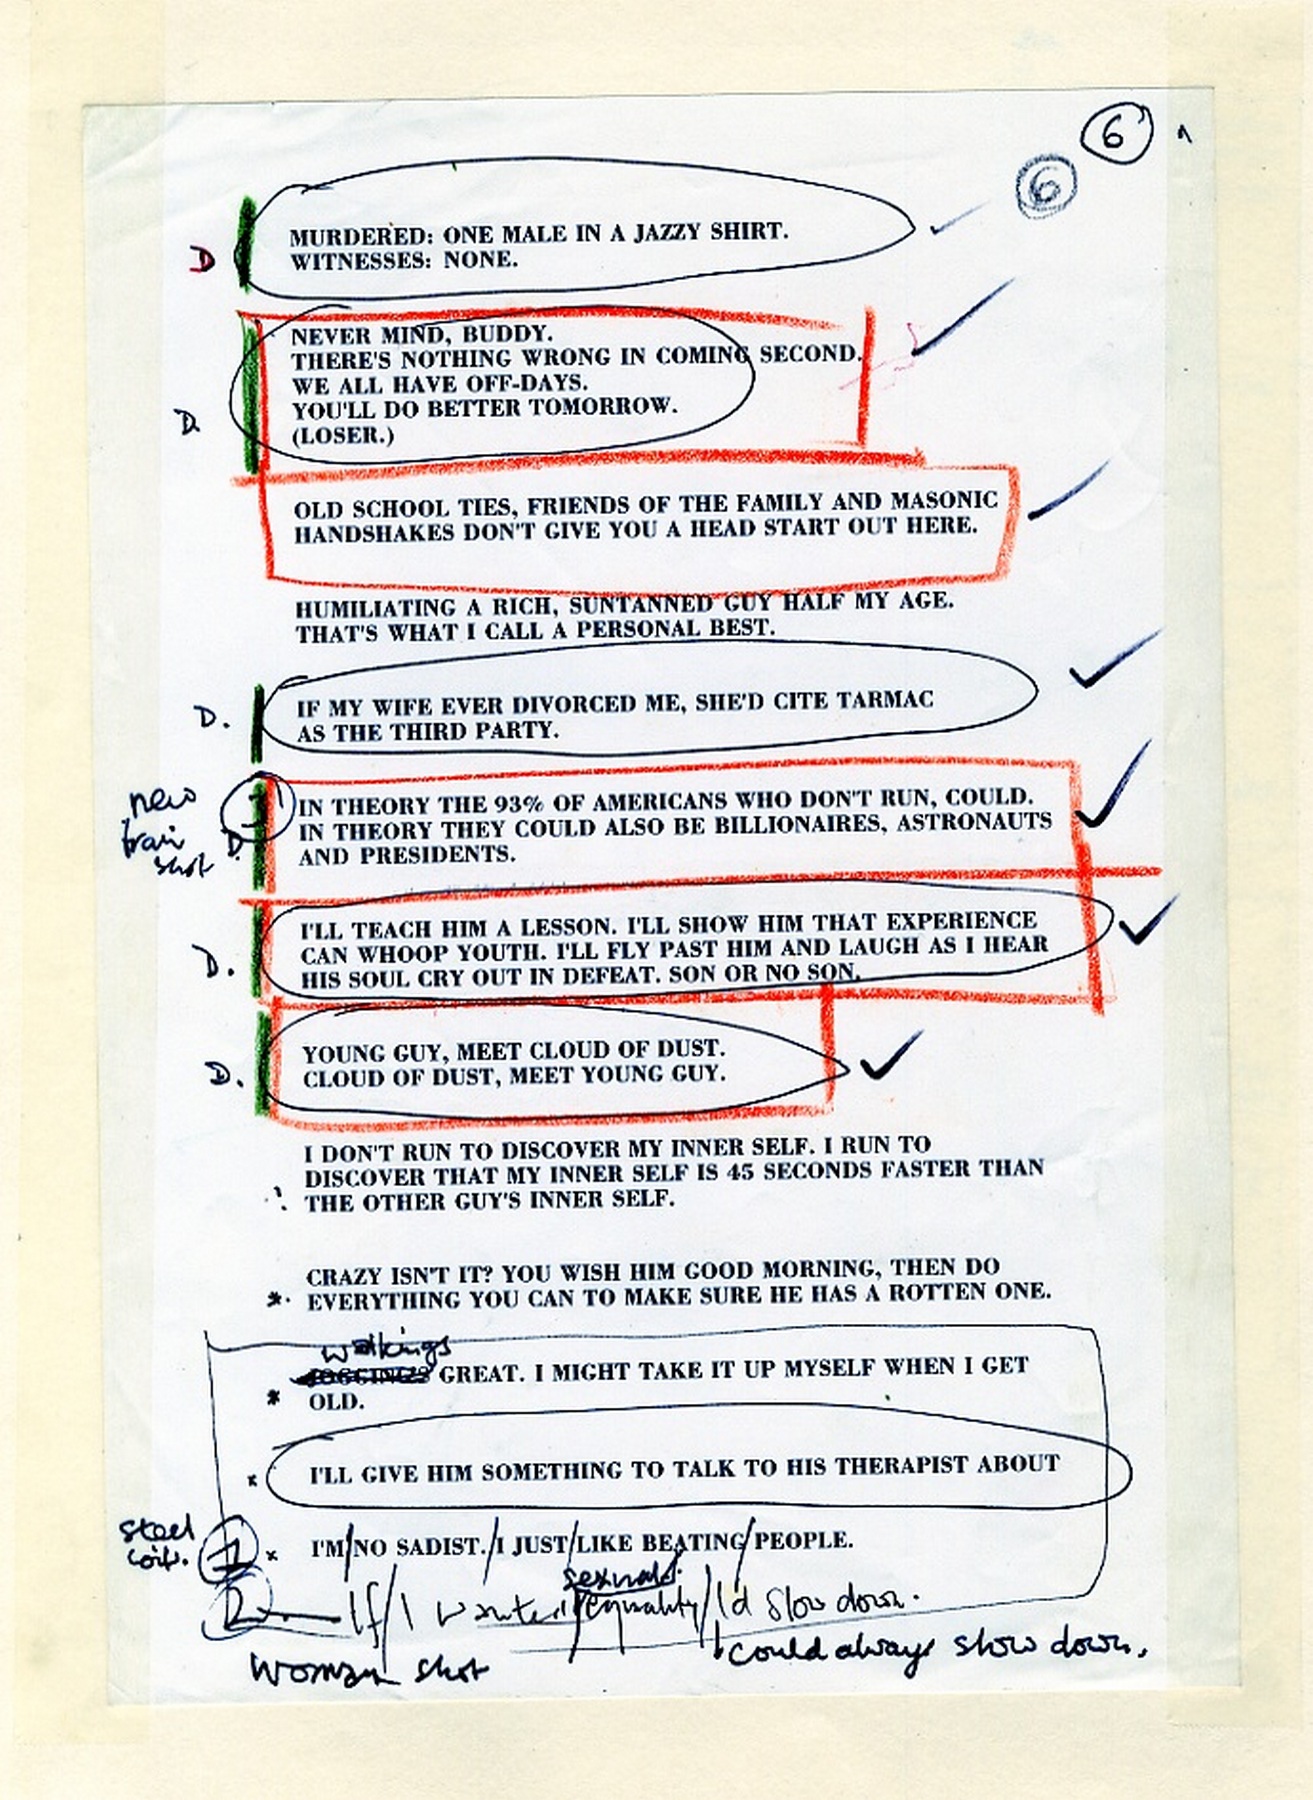 6
6
MURDERED: ONE MALE IN A JAZZY SHIRT.
D WITNESSES: NONE.
NEVER MIND, BUDDY.
THERE'S NOTHING WRONG IN COMING SECOND.
WE ALL HAVE OFF-DAYS.
D. YOU'LL DO BETTER TOMORROW.
(LOSER.)
OLD SCHOOL TIES, FRIENDS OF THE FAMILY AND MASONIC
HANDSHAKES DON'T GIVE YOU A HEAD START OUT HERE.
HUMILIATING A RICH, SUNTANNED GUY HALF MY AGE.
THAT'S WHAT I CALL A PERSONAL BEST.
D. IF MY WIFE EVER DIVORCED ME, SHE'D CITE TARMAC
AS THE THIRD PARTY.
new
train
shot D.
IN THEORY THE 93% OF AMERICANS WHO DON'T RUN, COULD.
IN THEORY THEY COULD ALSO BE BILLIONAIRES, ASTRONAUTS
AND PRESIDENTS.
I'LL TEACH HIM A LESSON. I'LL SHOW HIM THAT EXPERIENCE
CAN WHOOP YOUTH. I'LL FLY PAST HIM AND LAUGH AS I HEAR
D. HIS SOUL CRY OUT IN DEFEAT. SON OR NO SON.
YOUNG GUY, MEET CLOUD OF DUST.
D. CLOUD OF DUST, MEET YOUNG GUY.
I DON'T RUN TO DISCOVER MY INNER SELF. I RUN TO
DISCOVER THAT MY INNER SELF IS 45 SECONDS FASTER THAN
THE OTHER GUY'S INNER SELF.
CRAZY ISN'T IT? YOU WISH HIM GOOD MORNING, THEN DO
EVERYTHING YOU CAN TO MAKE SURE HE HAS A ROTTEN ONE.
walkings
JOGGING'S GREAT. I MIGHT TAKE IT UP MYSELF WHEN I GET
OLD.
I'LL GIVE HIM SOMETHING TO TALK TO HIS THERAPIST ABOUT
steel
I'M/NO SADIST./I JUST/LIKE BEATING/PEOPLE.
sexual
If/I wanted/equality/I'd slow down.
I could always slow down.
Woman shot